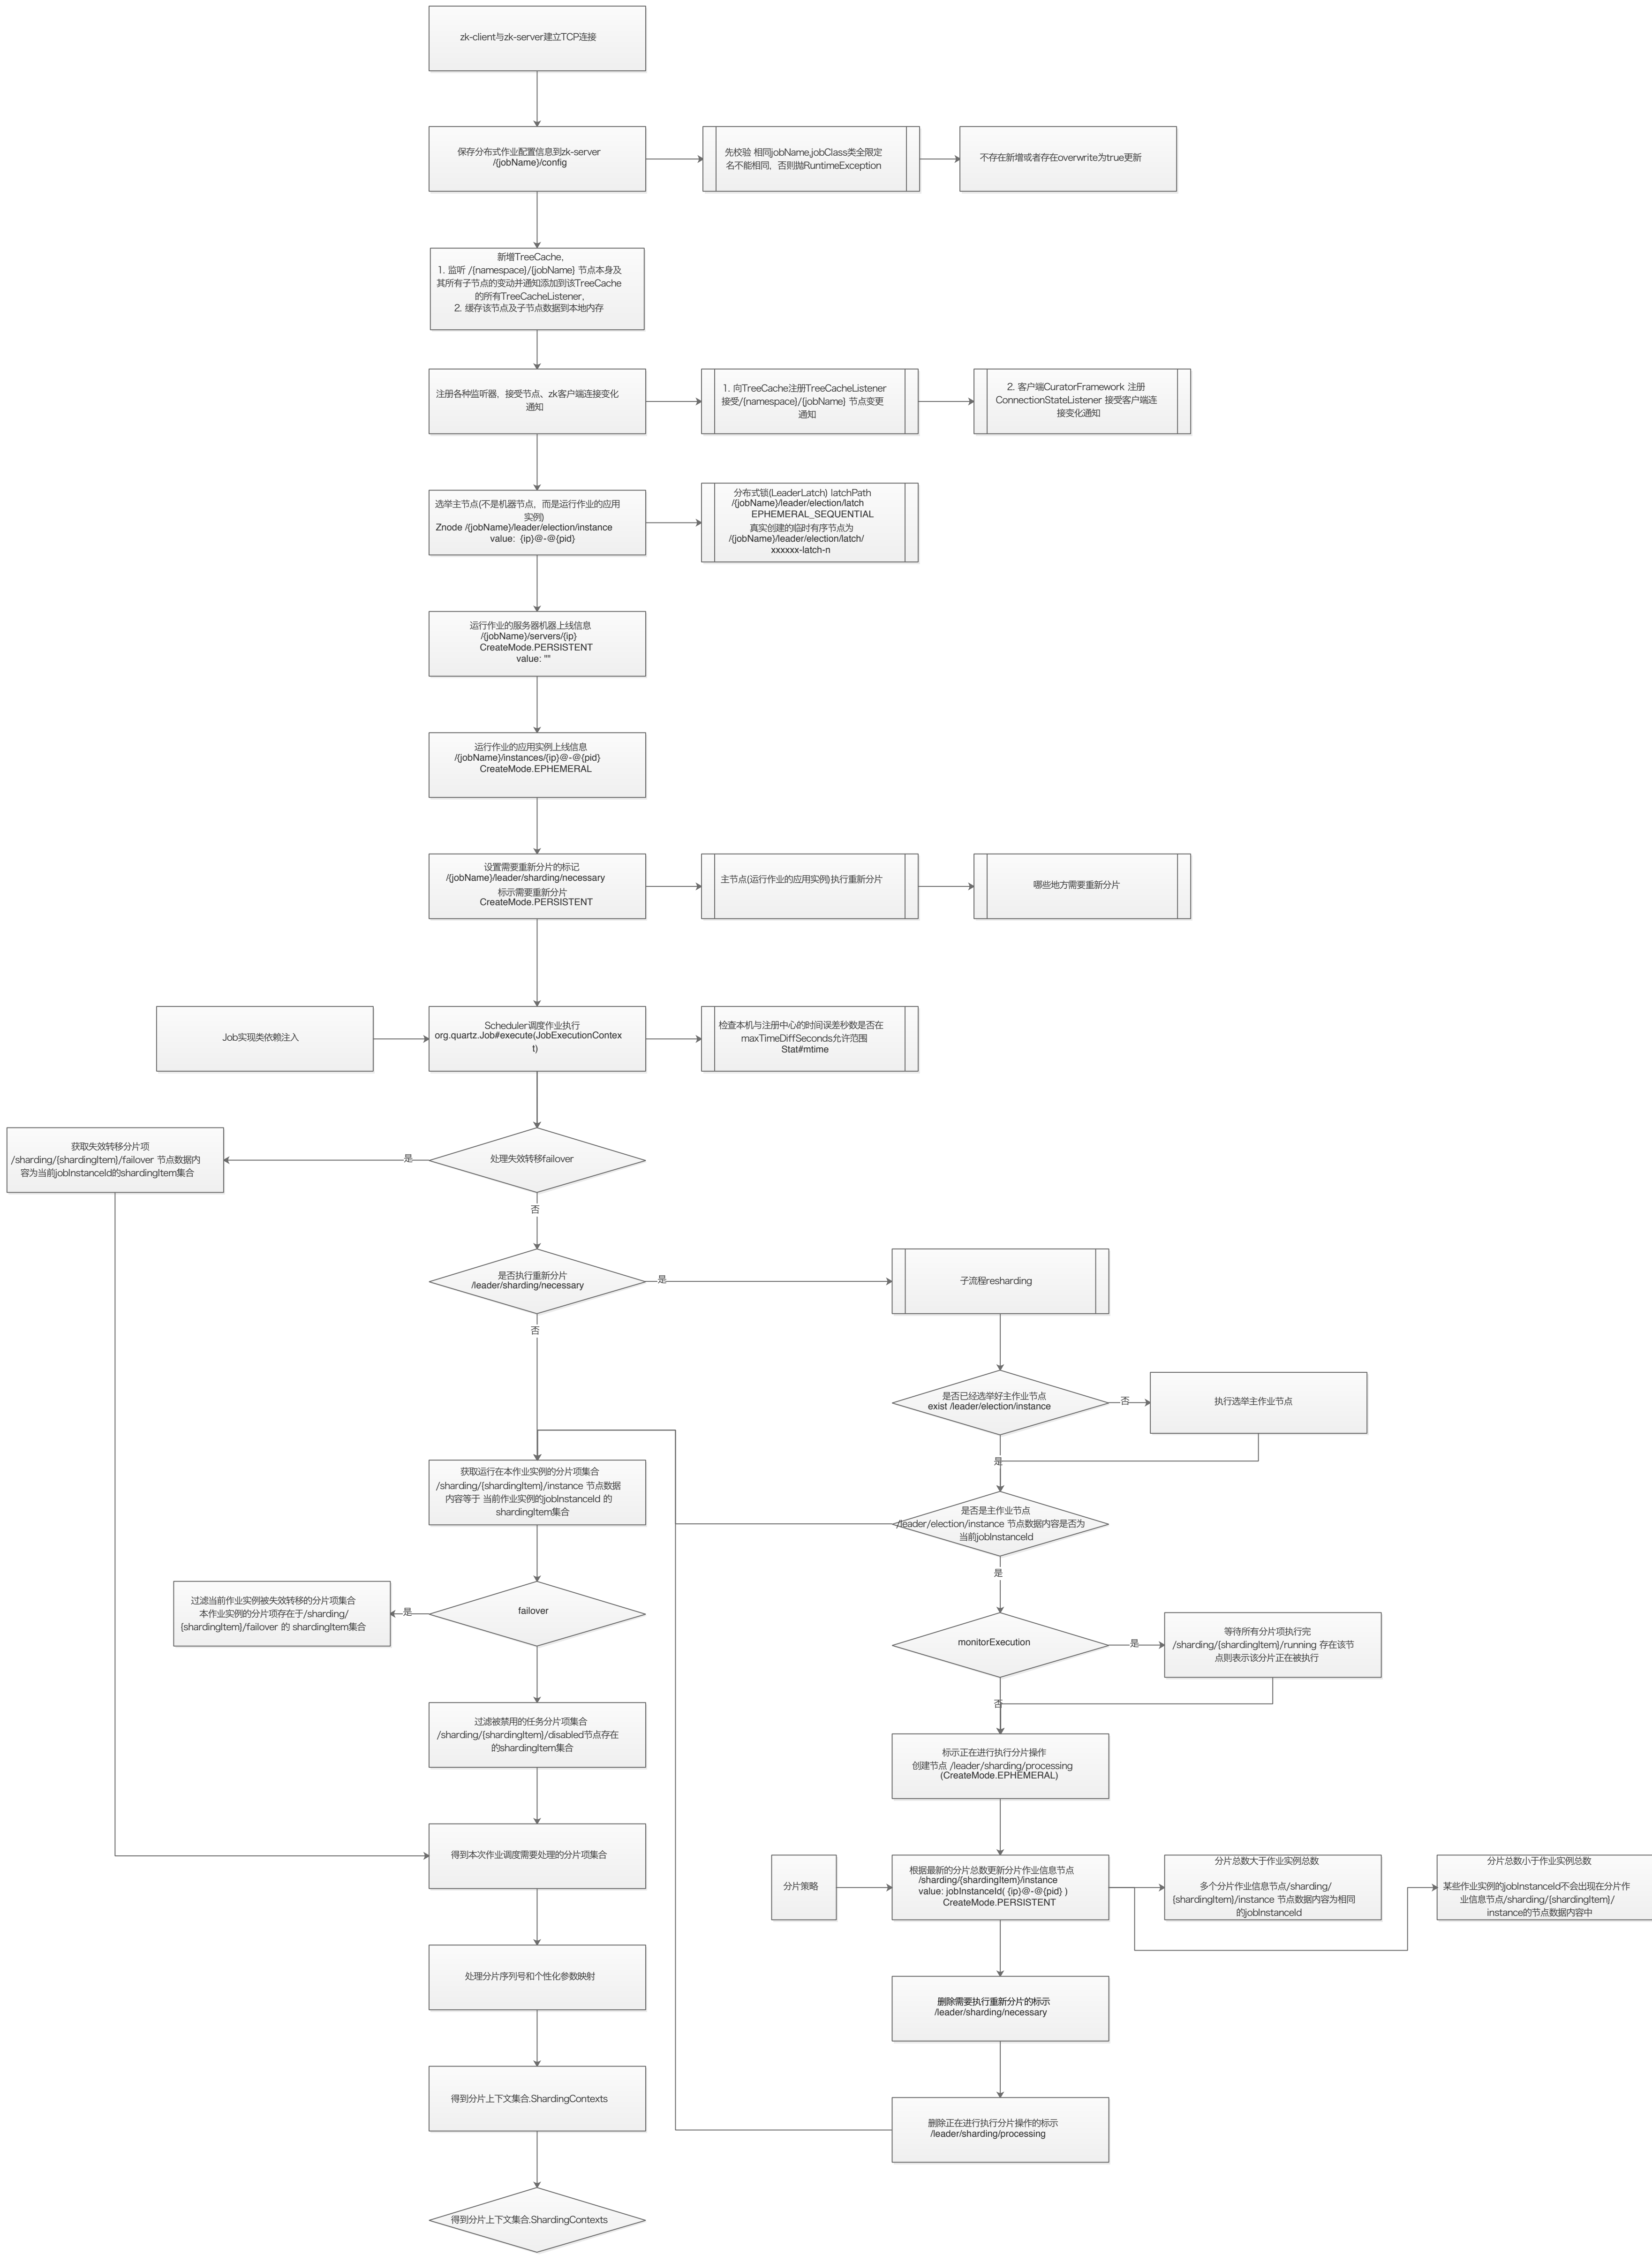 zk-client与zk-server建立TCP连接
保存分布式作业配置信息到zk-server
/{jobName}/config
先校验 相同jobName,jobClass类全限定
名不能相同，否则抛RuntimeException
不存在新增或者存在overwrite为true更新
新增TreeCache，
1. 监听 /{namespace}/{jobName} 节点本身及
其所有子节点的变动并通知添加到该TreeCache
的所有TreeCacheListener，
2. 缓存该节点及子节点数据到本地内存
注册各种监听器，接受节点、zk客户端连接变化
通知
1. 向TreeCache注册TreeCacheListener
接受/{namespace}/{jobName} 节点变更
通知
2. 客户端CuratorFramework 注册
ConnectionStateListener 接受客户端连
接变化通知
选举主节点(不是机器节点，而是运行作业的应用
实例)
Znode /{jobName}/leader/election/instance
value:  {ip}@-@{pid}
分布式锁(LeaderLatch) latchPath
/{jobName}/leader/election/latch
EPHEMERAL_SEQUENTIAL
真实创建的临时有序节点为
/{jobName}/leader/election/latch/
xxxxxx-latch-n
运行作业的服务器机器上线信息
/{jobName}/servers/{ip}
CreateMode.PERSISTENT
value: ""
运行作业的应用实例上线信息
/{jobName}/instances/{ip}@-@{pid}
CreateMode.EPHEMERAL
设置需要重新分片的标记
/{jobName}/leader/sharding/necessary
标示需要重新分片
CreateMode.PERSISTENT
主节点(运行作业的应用实例)执行重新分片
哪些地方需要重新分片
Job实现类依赖注入
Scheduler调度作业执行
org.quartz.Job#execute(JobExecutionContex
t)
检查本机与注册中心的时间误差秒数是否在
maxTimeDiffSeconds允许范围
Stat#mtime
获取失效转移分片项
/sharding/{shardingItem}/failover 节点数据内
容为当前jobInstanceId的shardingItem集合
是
处理失效转移failover
否
是否执行重新分片
/leader/sharding/necessary
是
子流程resharding
否
是否已经选举好主作业节点
exist /leader/election/instance
否
执行选举主作业节点
是
获取运行在本作业实例的分片项集合
/sharding/{shardingItem}/instance 节点数据
内容等于 当前作业实例的jobInstanceId 的
shardingItem集合
是否是主作业节点
/leader/election/instance 节点数据内容是否为
当前jobInstanceId
是
过滤当前作业实例被失效转移的分片项集合
本作业实例的分片项存在于/sharding/
{shardingItem}/failover 的 shardingItem集合
是
failover
monitorExecution
是
等待所有分片项执行完
/sharding/{shardingItem}/running 存在该节
点则表示该分片正在被执行
否
过滤被禁用的任务分片项集合
/sharding/{shardingItem}/disabled节点存在
的shardingItem集合
标示正在进行执行分片操作
创建节点 /leader/sharding/processing
(CreateMode.EPHEMERAL)
得到本次作业调度需要处理的分片项集合
分片策略
根据最新的分片总数更新分片作业信息节点
/sharding/{shardingItem}/instance
value: jobInstanceId( {ip}@-@{pid} )
CreateMode.PERSISTENT
分片总数大于作业实例总数
多个分片作业信息节点/sharding/
{shardingItem}/instance 节点数据内容为相同
的jobInstanceId
分片总数小于作业实例总数
某些作业实例的jobInstanceId不会出现在分片作
业信息节点/sharding/{shardingItem}/
instance的节点数据内容中
处理分片序列号和个性化参数映射
删除需要执行重新分片的标示
/leader/sharding/necessary
得到分片上下文集合.ShardingContexts
删除正在进行执行分片操作的标示
/leader/sharding/processing
得到分片上下文集合.ShardingContexts